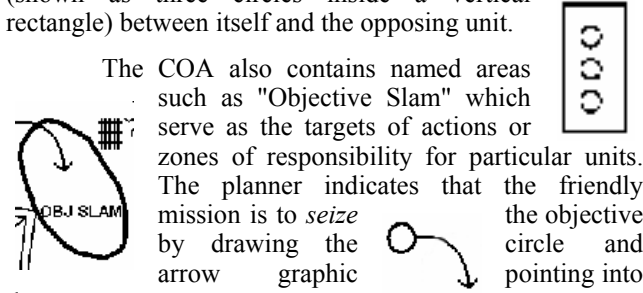 (shown as three circles inside a vertical
rectangle) between itself and the opposing unit.
The COA also contains named areas
such as "Objective Slam" which
serve as the targets of actions or
zones of responsibility for particular units.
The planner indicates that the friendly
OBJ SLAM
mission is to seize the objective
by drawing the circle and
arrow graphic pointing into